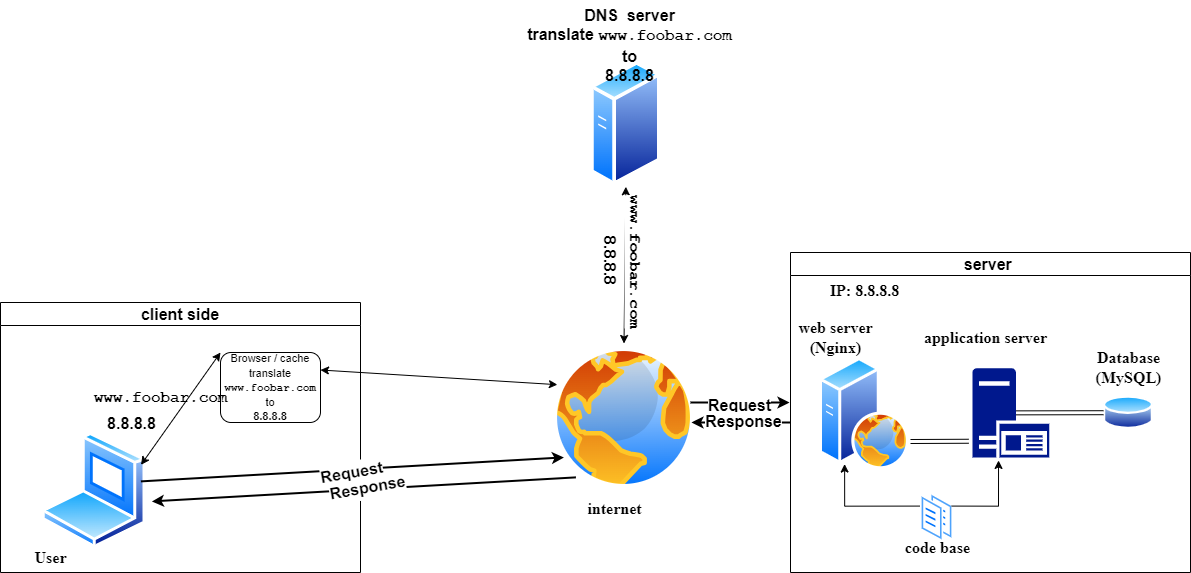 DNS server
translate www.foobar.com
to
8.8.8.8
www.foobar.com
8.8.8.8
client side
Browser / cache
translate
www.foobar.com
to
8.8.8.8
www.foobar.com
8.8.8.8
User
Request
Response
internet
Request
Response
server
IP: 8.8.8.8
web server
(Nginx)
application server
Database
(MySQL)
code base